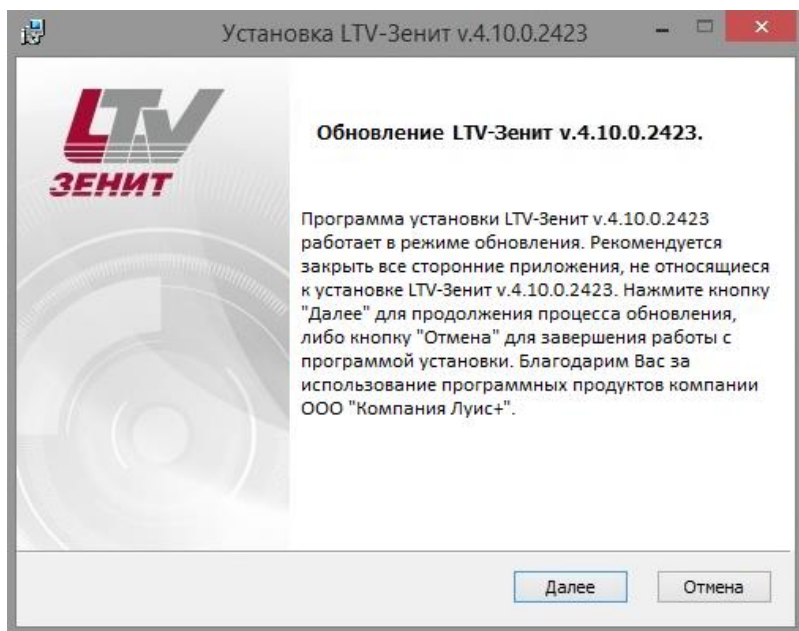 Установка LTV-Зенит v.4.10.0.2423
LTV
ЗЕНИТ
Обновление LTV-Зенит v.4.10.0.2423.
Программа установки LTV-Зенит v.4.10.0.2423
работает в режиме обновления. Рекомендуется
закрыть все сторонние приложения, не относящиеся
к установке LTV-Зенит v.4.10.0.2423. Нажмите кнопку
"Далее" для продолжения процесса обновления,
либо кнопку "Отмена" для завершения работы с
программой установки. Благодарим Вас за
использование программных продуктов компании
ООО "Компания Луис+".
Далее
Отмена